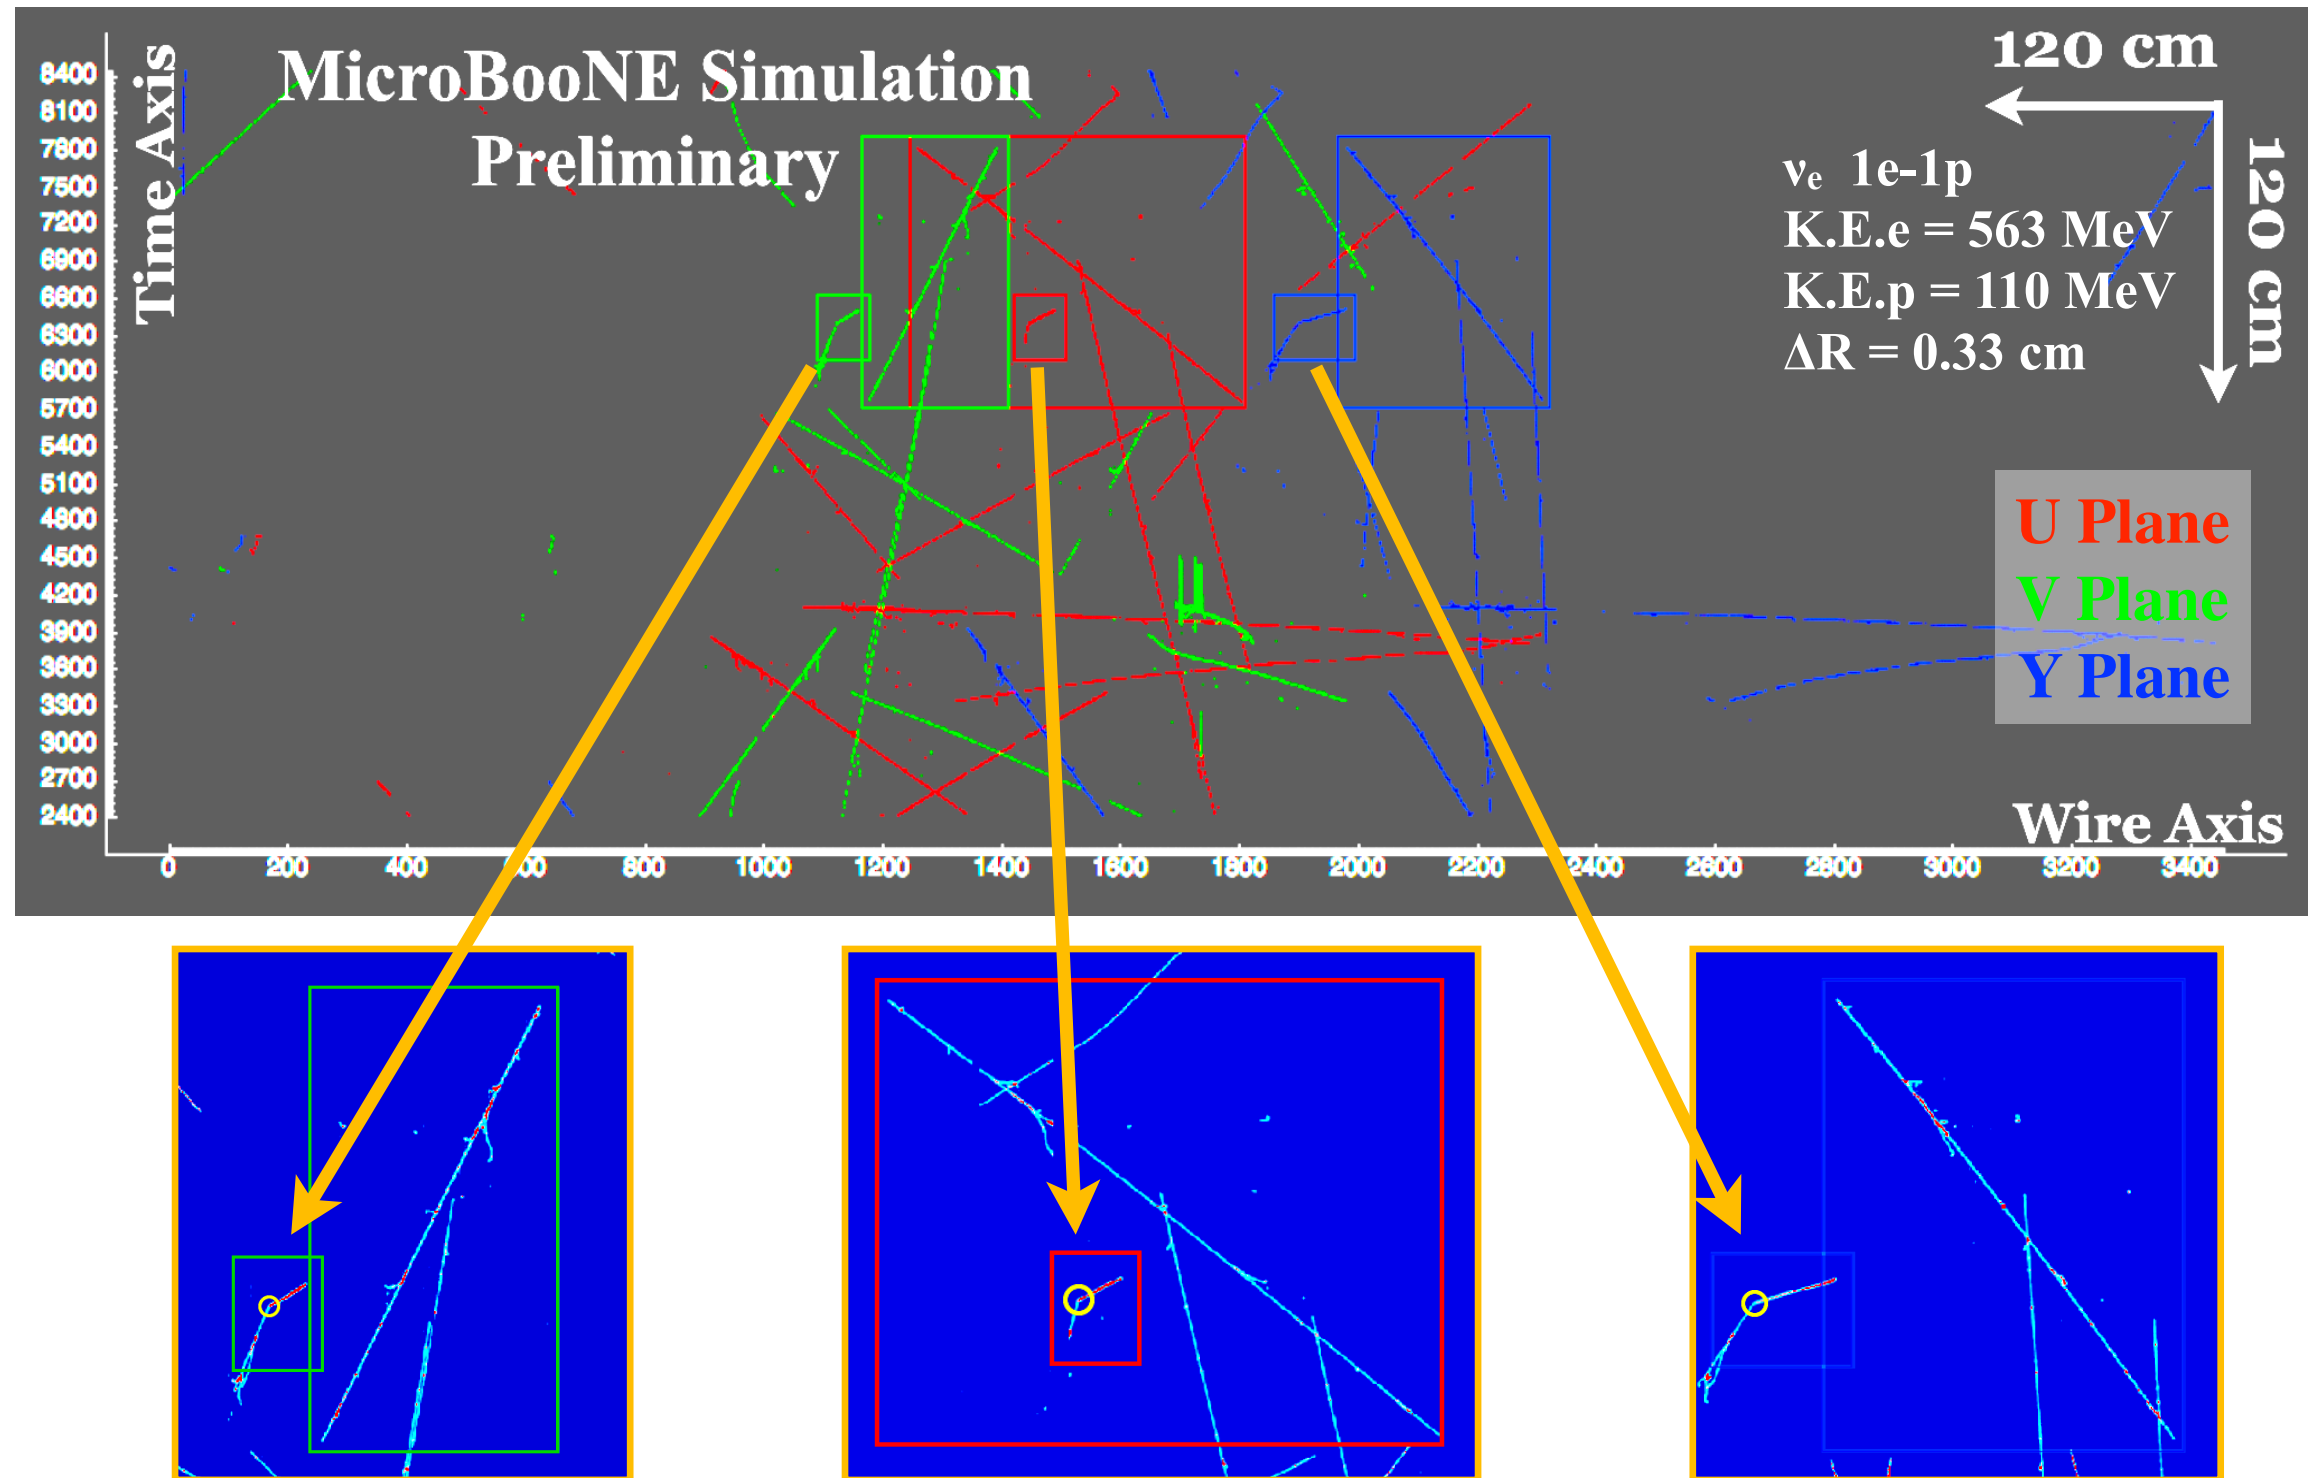 MicroBooNE Simulation
Preliminary
Time Axis
120 cm
120 cm
νe 1e-1p
K.E.e = 563 MeV
K.E.p = 110 MeV
ΔR = 0.33 cm
U Plane
V Plane
Y Plane
Wire Axis
8400
8100
7800
7500
7200
6900
6600
6300
6000
5700
5400
5100
4800
4500
4200
3900
3600
3300
3000
2700
2400
0 200 400 600 800 1000 1200 1400 1600 1800 2000 2200 2400 2600 2800 3000 3200 3400